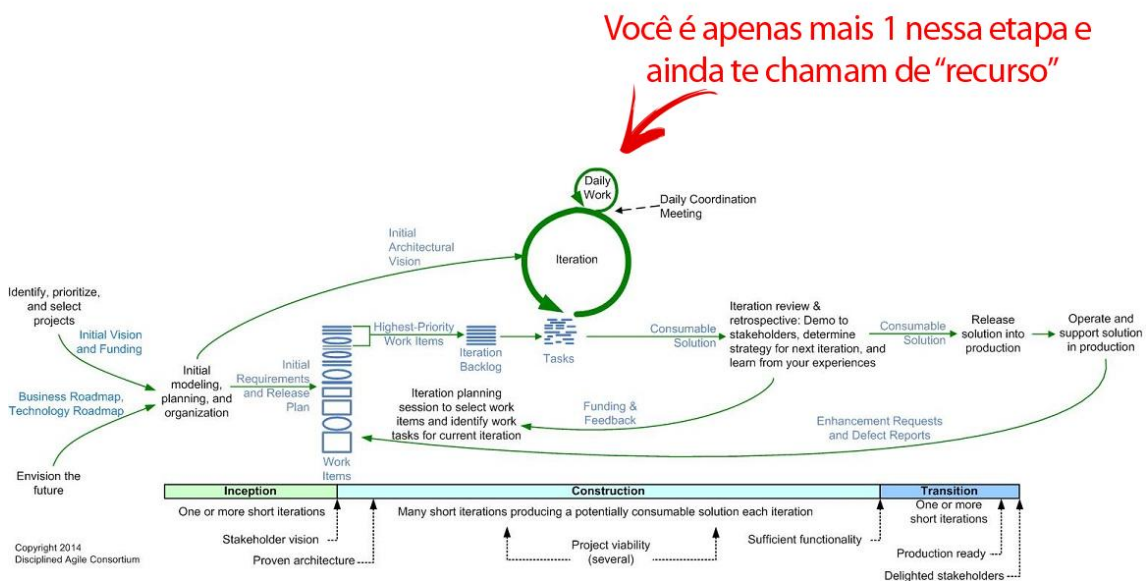 Você é apenas mais 1 nessa etapa e
ainda te chamam de “recurso”
Daily
Work
Daily Coordination
Meeting
Initial
Architectural
Vision
Iteration
Identify, prioritize,
and select
projects
Initial Vision
and Funding
Business Roadmap,
Technology Roadmap
Envision the
future
Initial
modeling,
planning, and
organization
Initial
Requirements
and Release
Plan
Highest-Priority
Work Items
Iteration
Backlog
Tasks
Work
Items
Iteration planning
session to select work
items and identify work
tasks for current iteration
Consumable
Solution
Iteration review &
retrospective: Demo to
stakeholders, determine
strategy for next iteration, and
learn from your experiences
Funding &
Feedback
Consumable
Solution
Release
solution into
production
Operate and
support solution
in production
Enhancement Requests
and Defect Reports
Inception
Construction
Transition
One or more short iterations
Many short iterations producing a potentially consumable solution each iteration
One or more
short iterations
Stakeholder vision
Proven architecture
Project viability
(several)
Sufficient functionality
Production ready
Delighted stakeholders
Copyright 2014
Disciplined Agile Consortium